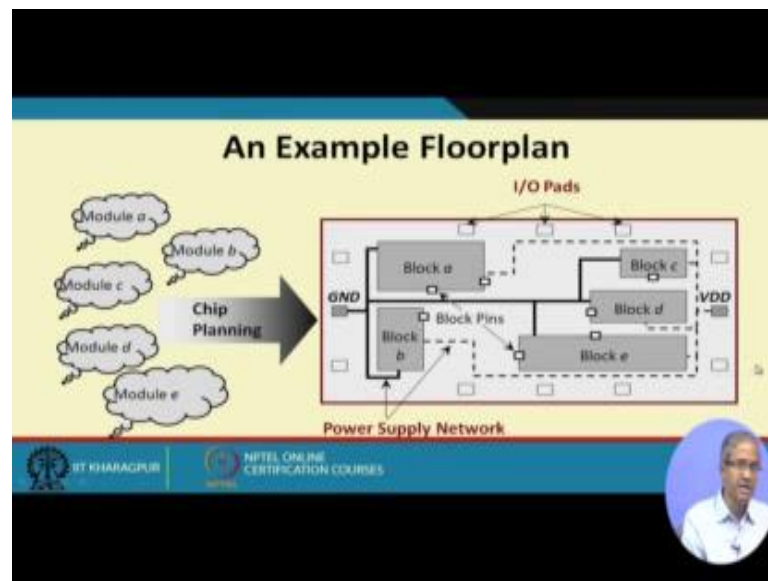 An Example Floorplan
I/O Pads
Module a
Module b
Module c
Module d
Module e
Chip
Planning
GND
VDD
Block a
Block c
Block Pins
Block d
Block
b
Block e
Power Supply Network
IIT KHARAGPUR
NPTEL
NPTEL ONLINE
CERTIFICATION COURSES